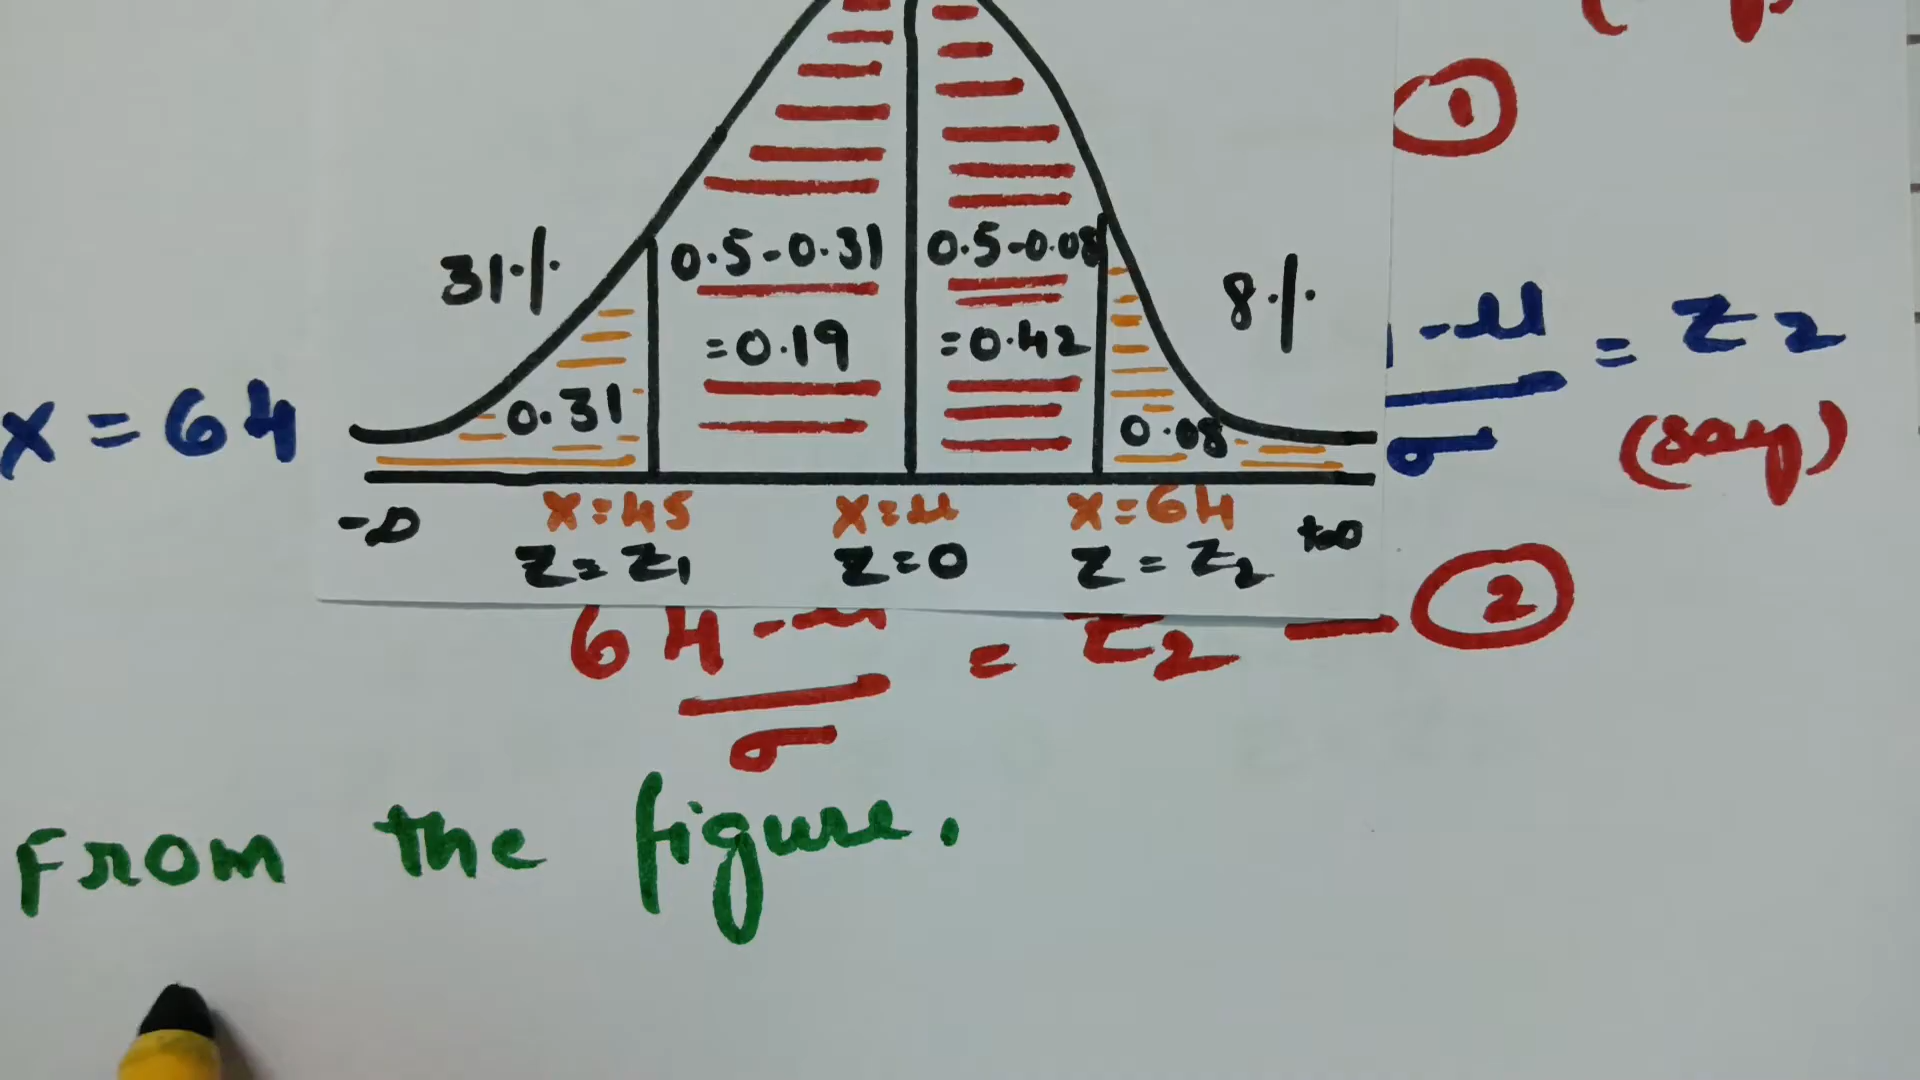 1
31% 0.5-0.31 0.5-0.08 8%
=0.19 =0.42
-μ/σ = z2
(say)
x=64
0.31 0.08
x=45 x=μ x=64
z=z1 z=0 z=z2
64-μ/σ = z2 — 2
From the figure.